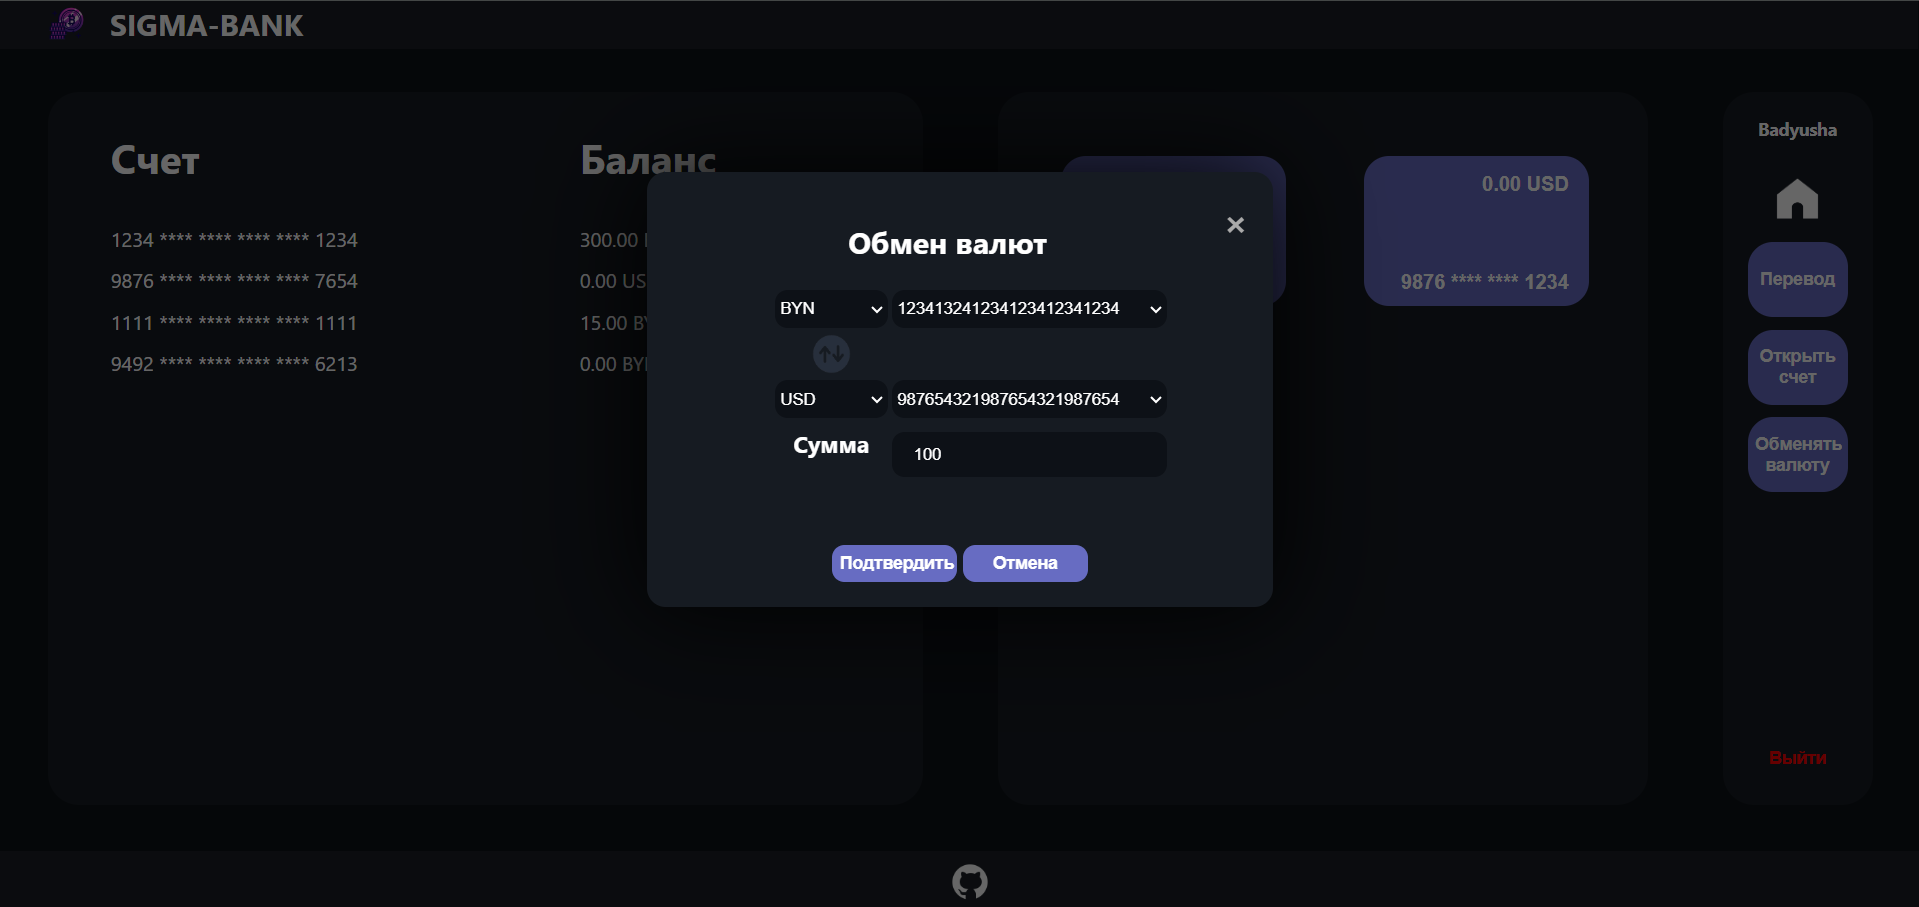 SIGMA-BANK
Счет
Баланс
1234 **** **** **** **** 1234
300.00
9876 **** **** **** **** 7654
0.00
1111 **** **** **** **** 1111
15.00
9492 **** **** **** **** 6213
0.00
0.00 USD
9876 **** **** 1234
Обмен валют
×
BYN
123413241234123412341234
USD
987654321987654321987654
Сумма
100
Подтвердить
Отмена
Badyusha
Перевод
Открыть
счет
Обменять
валюту
Выйти